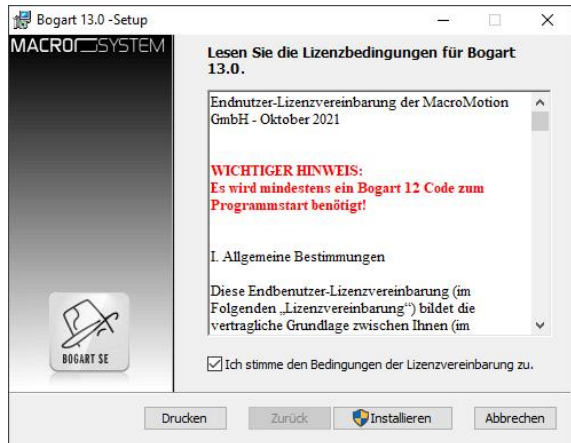 Bogart 13.0 -Setup
MACROSYSTEM
Lesen Sie die Lizenzbedingungen für Bogart
13.0.
Endnutzer-Lizenzvereinbarung der MacroMotion
GmbH - Oktober 2021
WICHTIGER HINWEIS:
Es wird mindestens ein Bogart 12 Code zum
Programmstart benötigt!
I. Allgemeine Bestimmungen
Diese Endbenutzer-Lizenzvereinbarung (im
Folgenden „Lizenzvereinbarung“) bildet die
vertragliche Grundlage zwischen Ihnen (im
BOGART SE
Ich stimme den Bedingungen der Lizenzvereinbarung zu.
Drucken Zurück Installieren Abbrechen